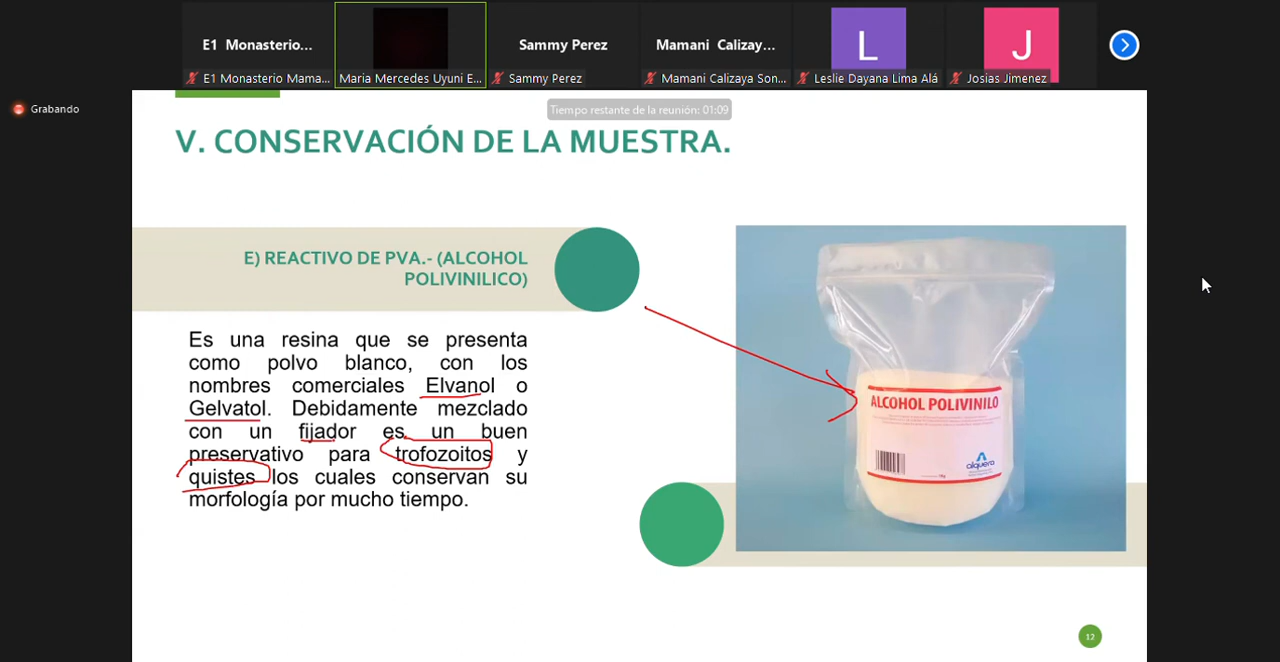 E1 Monasterio...
Sammy Perez
Mamani Calizay...
L
J
E1 Monasterio Mama...
Maria Mercedes Uyuni E...
Sammy Perez
Mamani Calizaya Son...
Leslie Dayana Lima Alá
Josias Jimenez
Grabando
Tiempo restante de la reunión: 01:09
V. CONSERVACIÓN DE LA MUESTRA.
E) REACTIVO DE PVA.- (ALCOHOL
POLIVINILICO)
Es una resina que se presenta
como polvo blanco, con los
nombres comerciales Elvanol o
Gelvatol. Debidamente mezclado
con un fijador es un buen
preservativo para trofozoitos y
quistes los cuales conservan su
morfología por mucho tiempo.
ALCOHOL POLIVINILO
alquera
12